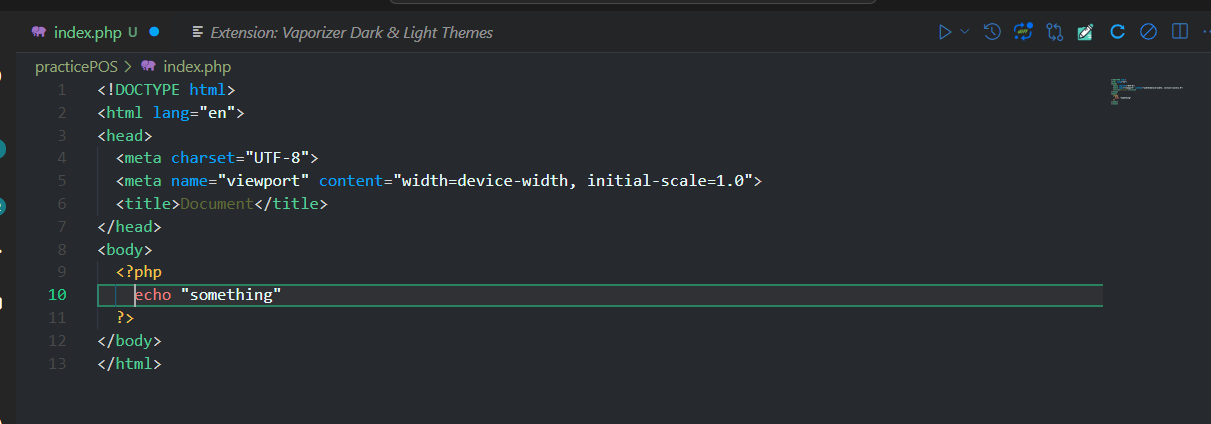 index.php U
Extension: Vaporizer Dark & Light Themes
practicePOS > index.php
1 <!DOCTYPE html>
2 <html lang="en">
3 <head>
4 <meta charset="UTF-8">
5 <meta name="viewport" content="width=device-width, initial-scale=1.0">
6 <title>Document</title>
7 </head>
8 <body>
9 <?php
10 echo "something"
11 ?>
12 </body>
13 </html>